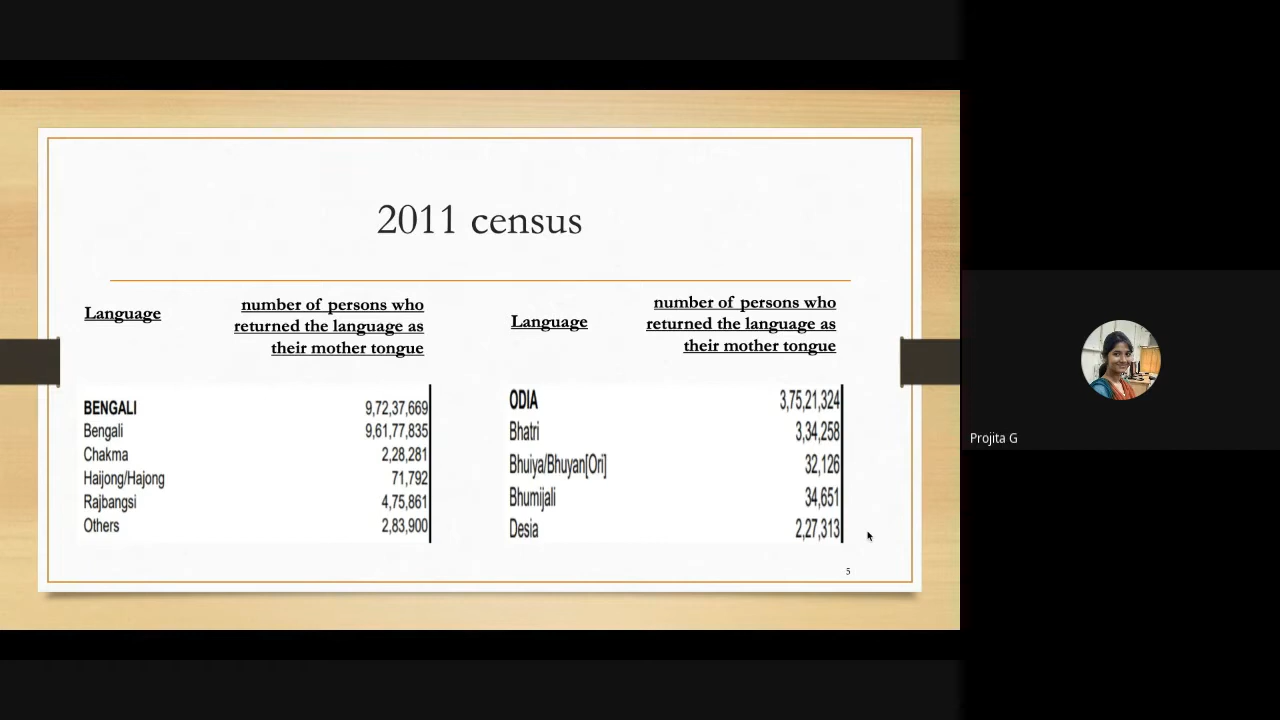 2011 census
Language
number of persons who
returned the language as
their mother tongue
BENGALI 9,72,37,669
Bengali 9,61,77,835
Chakma 2,28,281
Haijong/Hajong 71,792
Rajbangsi 4,75,861
Others 2,83,900
Language
number of persons who
returned the language as
their mother tongue
ODIA 3,75,21,324
Bhatri 3,34,258
Bhuiya/Bhuyan[Ori] 32,126
Bhumijali 34,651
Desia 2,27,313
5
Projita G